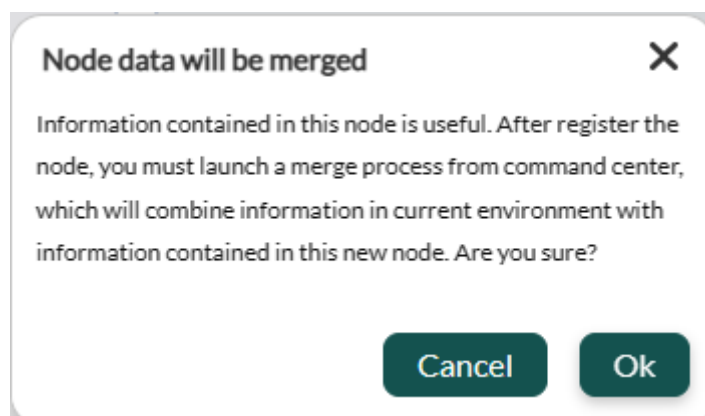 Node data will be merged
Information contained in this node is useful. After register the
node, you must launch a merge process from command center,
which will combine information in current environment with
information contained in this new node. Are you sure?
Cancel Ok